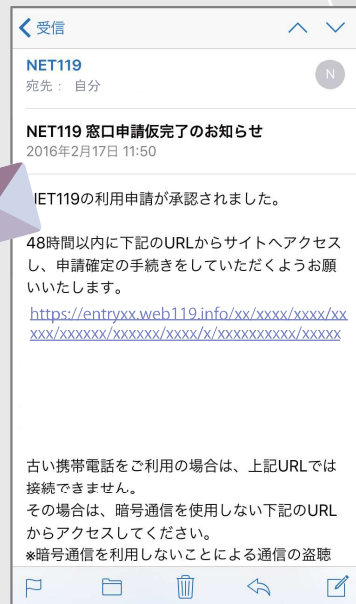 受信
NET119
宛先： 自分
N
NET119 窓口申請仮完了のお知らせ
2016年2月17日 11:50
NET119の利用申請が承認されました。
48時間以内に下記のURLからサイトへアクセス
し、申請確定の手続きをしていただくようお願
いいたします。
https://entryxx.web119.info/xx/xxxx/xxxx/xx
xxx/xxxxxx/xxxxxx/xxxx/x/xxxxxxxxxx/xxxxx
古い携帯電話をご利用の場合は、上記URLでは
接続できません。
その場合は、暗号通信を使用しない下記のURL
からアクセスしてください。
※暗号通信を利用しないことによる通信の盗聴